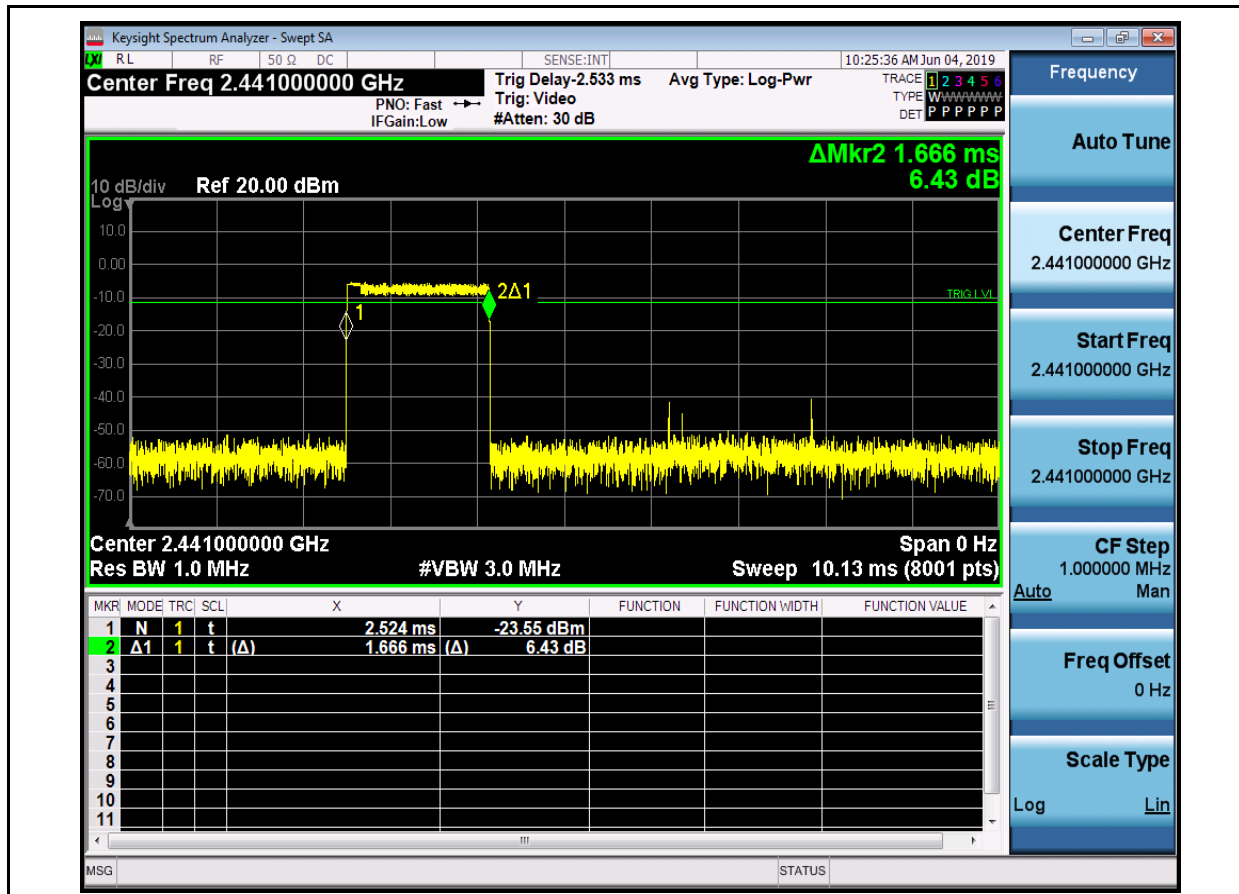 Keysight Spectrum Analyzer - Swept SA
LXI RL RF 50 Ω DC SENSE:INT 10:25:36 AM Jun 04, 2019
Center Freq 2.441000000 GHz
PNO: Fast
IFGain:Low
Trig Delay-2.533 ms
Trig: Video
#Atten: 30 dB
Avg Type: Log-Pwr
TRACE 1 2 3 4 5 6
TYPE WWWWWW
DET P P P P P P
ΔMkr2 1.666 ms
6.43 dB
10 dB/div Ref 20.00 dBm
Log
10.0
0.00
-10.0
-20.0
-30.0
-40.0
-50.0
-60.0
-70.0
1
2Δ1
TRIG LVL
Center 2.441000000 GHz Span 0 Hz
Res BW 1.0 MHz #VBW 3.0 MHz Sweep 10.13 ms (8001 pts)
MKR MODE TRC SCL X Y FUNCTION FUNCTION WIDTH FUNCTION VALUE
1 N 1 t 2.524 ms -23.55 dBm
2 Δ1 1 t (Δ) 1.666 ms (Δ) 6.43 dB
3
4
5
6
7
8
9
10
11
MSG STATUS
Frequency
Auto Tune
Center Freq
2.441000000 GHz
Start Freq
2.441000000 GHz
Stop Freq
2.441000000 GHz
CF Step
1.000000 MHz
Auto Man
Freq Offset
0 Hz
Scale Type
Log Lin